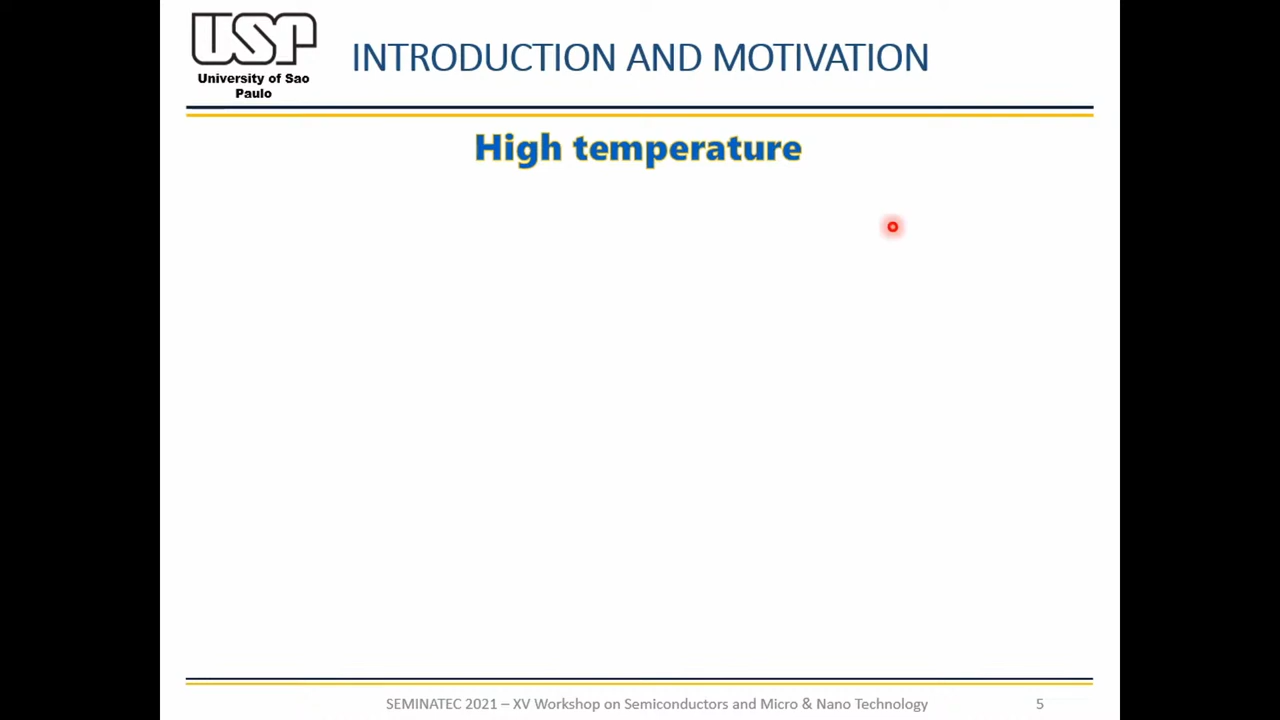 USP
University of Sao
Paulo
INTRODUCTION AND MOTIVATION
High temperature
SEMINATEC 2021 – XV Workshop on Semiconductors and Micro & Nano Technology
5